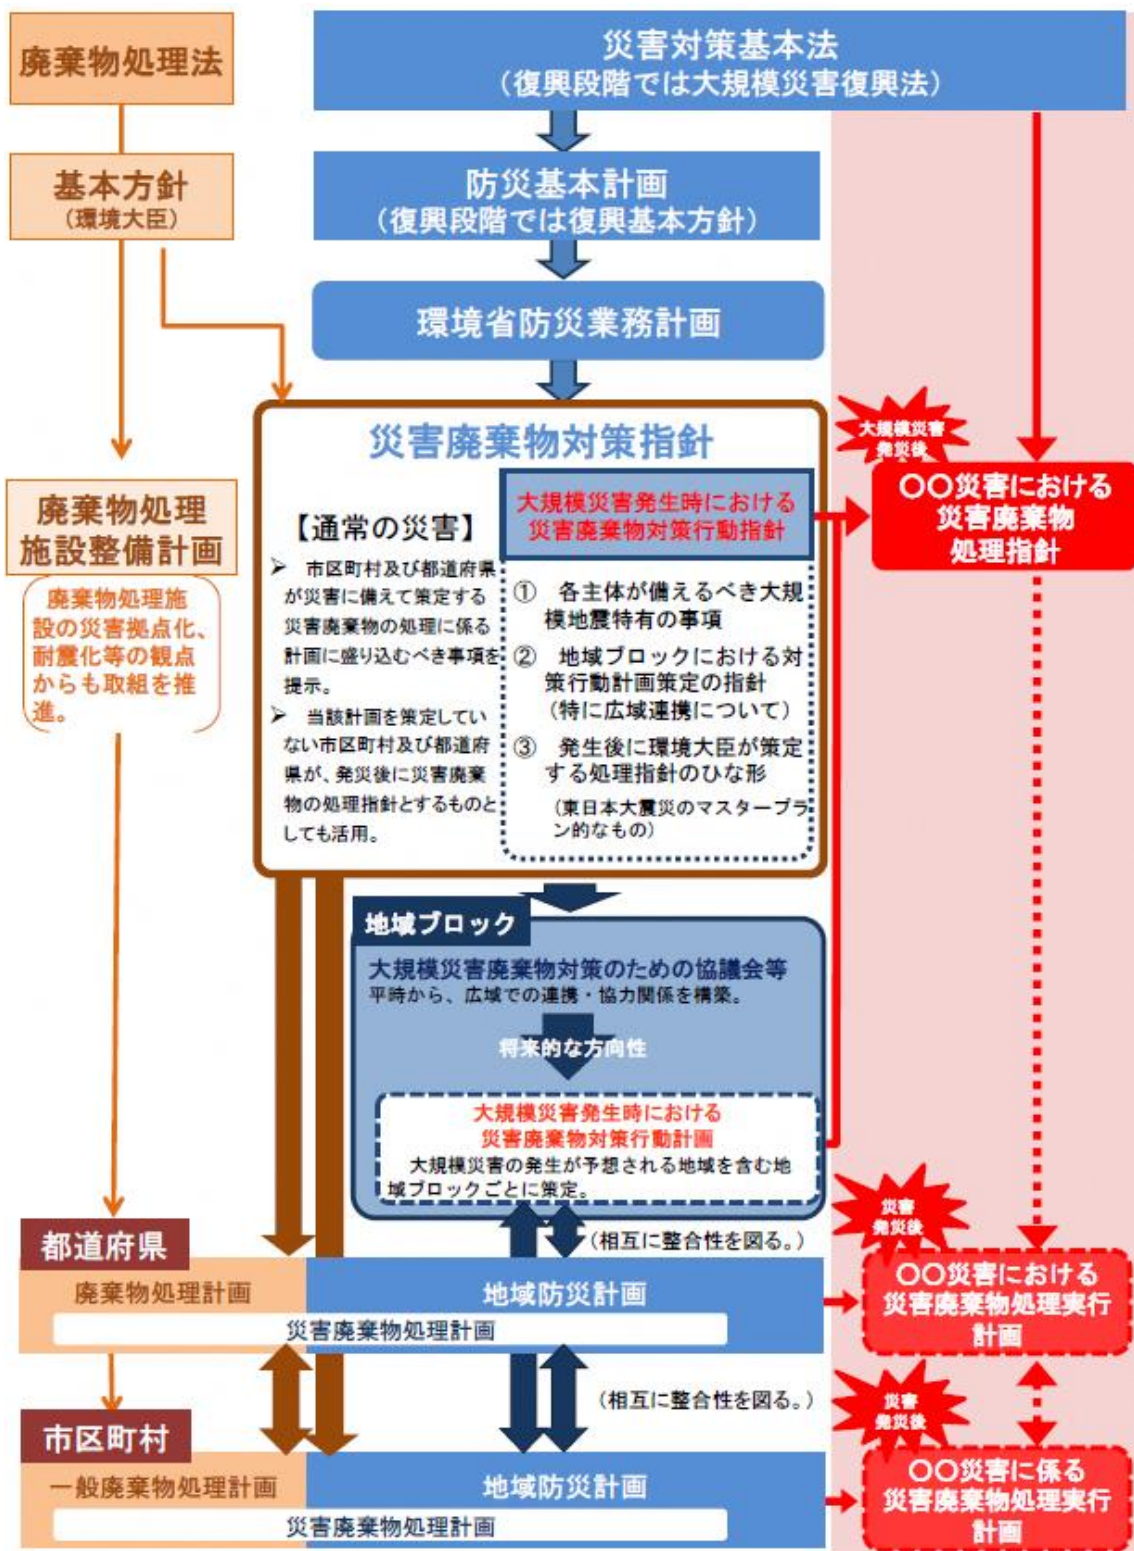 廃棄物処理法
災害対策基本法
(復興段階では大規模災害復興法)
基本方針
(環境大臣)
防災基本計画
(復興段階では復興基本方針)
環境省防災業務計画
災害廃棄物対策指針
大規模災害
発災後
〇〇災害における
災害廃棄物
処理指針
廃棄物処理
施設整備計画
廃棄物処理施
設の災害拠点化、
耐震化等の観点
からも取組を推
進。
【通常の災害】
➢ 市区町村及び都道府県
が災害に備えて策定する
災害廃棄物の処理に係る
計画に盛り込むべき事項を
提示。
➢ 当該計画を策定してい
ない市区町村及び都道府
県が、発災後に災害廃棄
物の処理指針とするものと
しても活用。
大規模災害発生時における
災害廃棄物対策行動指針
① 各主体が備えるべき大規
模地震特有の事項
② 地域ブロックにおける対
策行動計画策定の指針
(特に広域連携について)
③ 発生後に環境大臣が策定
する処理指針のひな形
(東日本大震災のマスタープラ
ン的なもの)
地域ブロック
大規模災害廃棄物対策のための協議会等
平時から、広域での連携・協力関係を構築。
将来的な方向性
大規模災害発生時における
災害廃棄物対策行動計画
大規模災害の発生が予想される地域を含む地
域ブロックごとに策定。
(相互に整合性を図る。)
都道府県
廃棄物処理計画
地域防災計画
災害廃棄物処理計画
災害
発災後
〇〇災害における
災害廃棄物処理実行
計画
(相互に整合性を図る。)
市区町村
一般廃棄物処理計画
地域防災計画
災害廃棄物処理計画
災害
発災後
〇〇災害に係る
災害廃棄物処理実行
計画